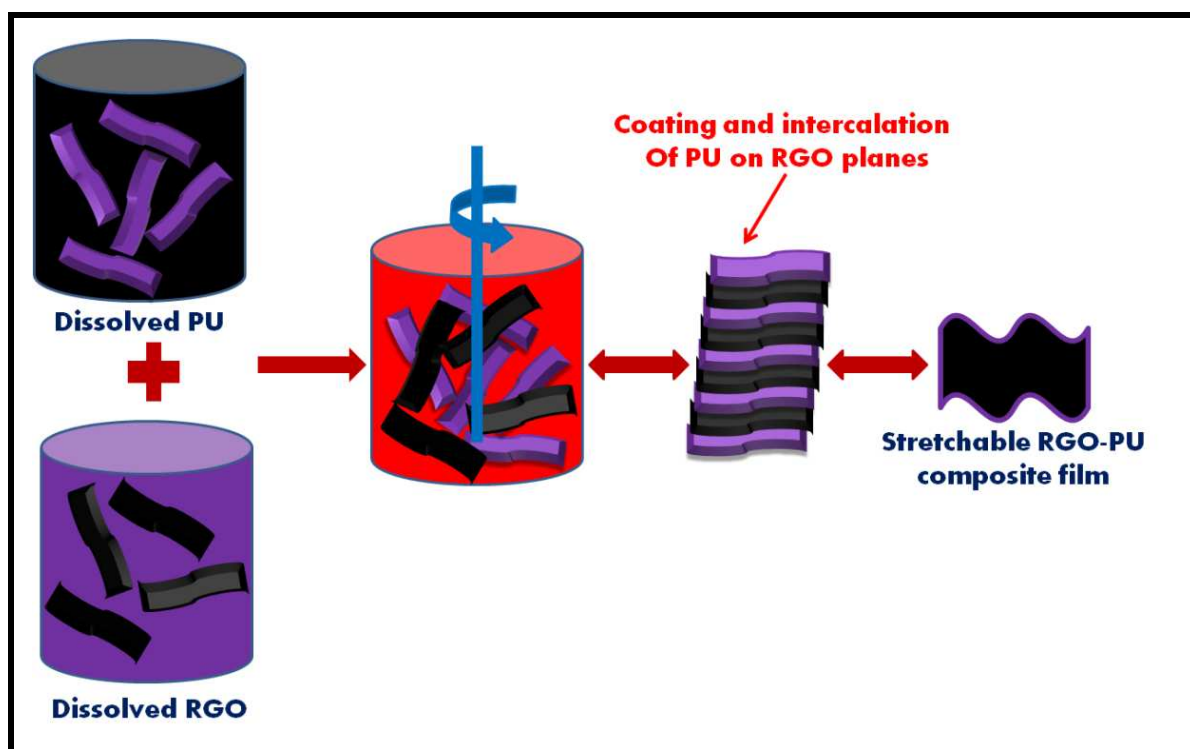 Dissolved PU
Dissolved RGO
Coating and intercalation
Of PU on RGO planes
Stretchable RGO-PU
composite film